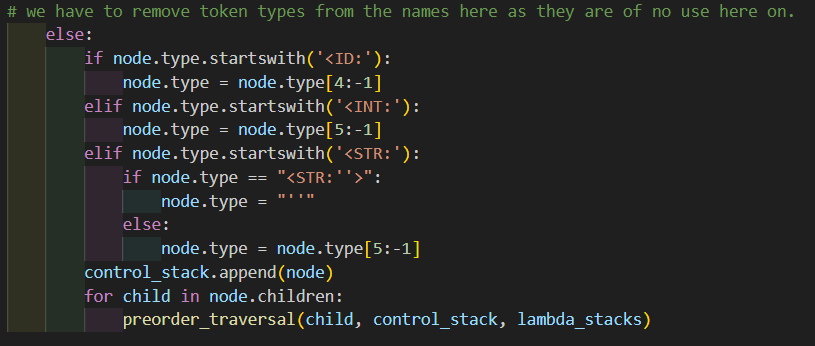 # we have to remove token types from the names here as they are of no use here on.
    else:
        if node.type.startswith('<ID:'):
            node.type = node.type[4:-1]
        elif node.type.startswith('<INT:'):
            node.type = node.type[5:-1]
        elif node.type.startswith('<STR:'):
            if node.type == "<STR:''>":
                node.type = "''"
            else:
                node.type = node.type[5:-1]
        control_stack.append(node)
        for child in node.children:
            preorder_traversal(child, control_stack, lambda_stacks)